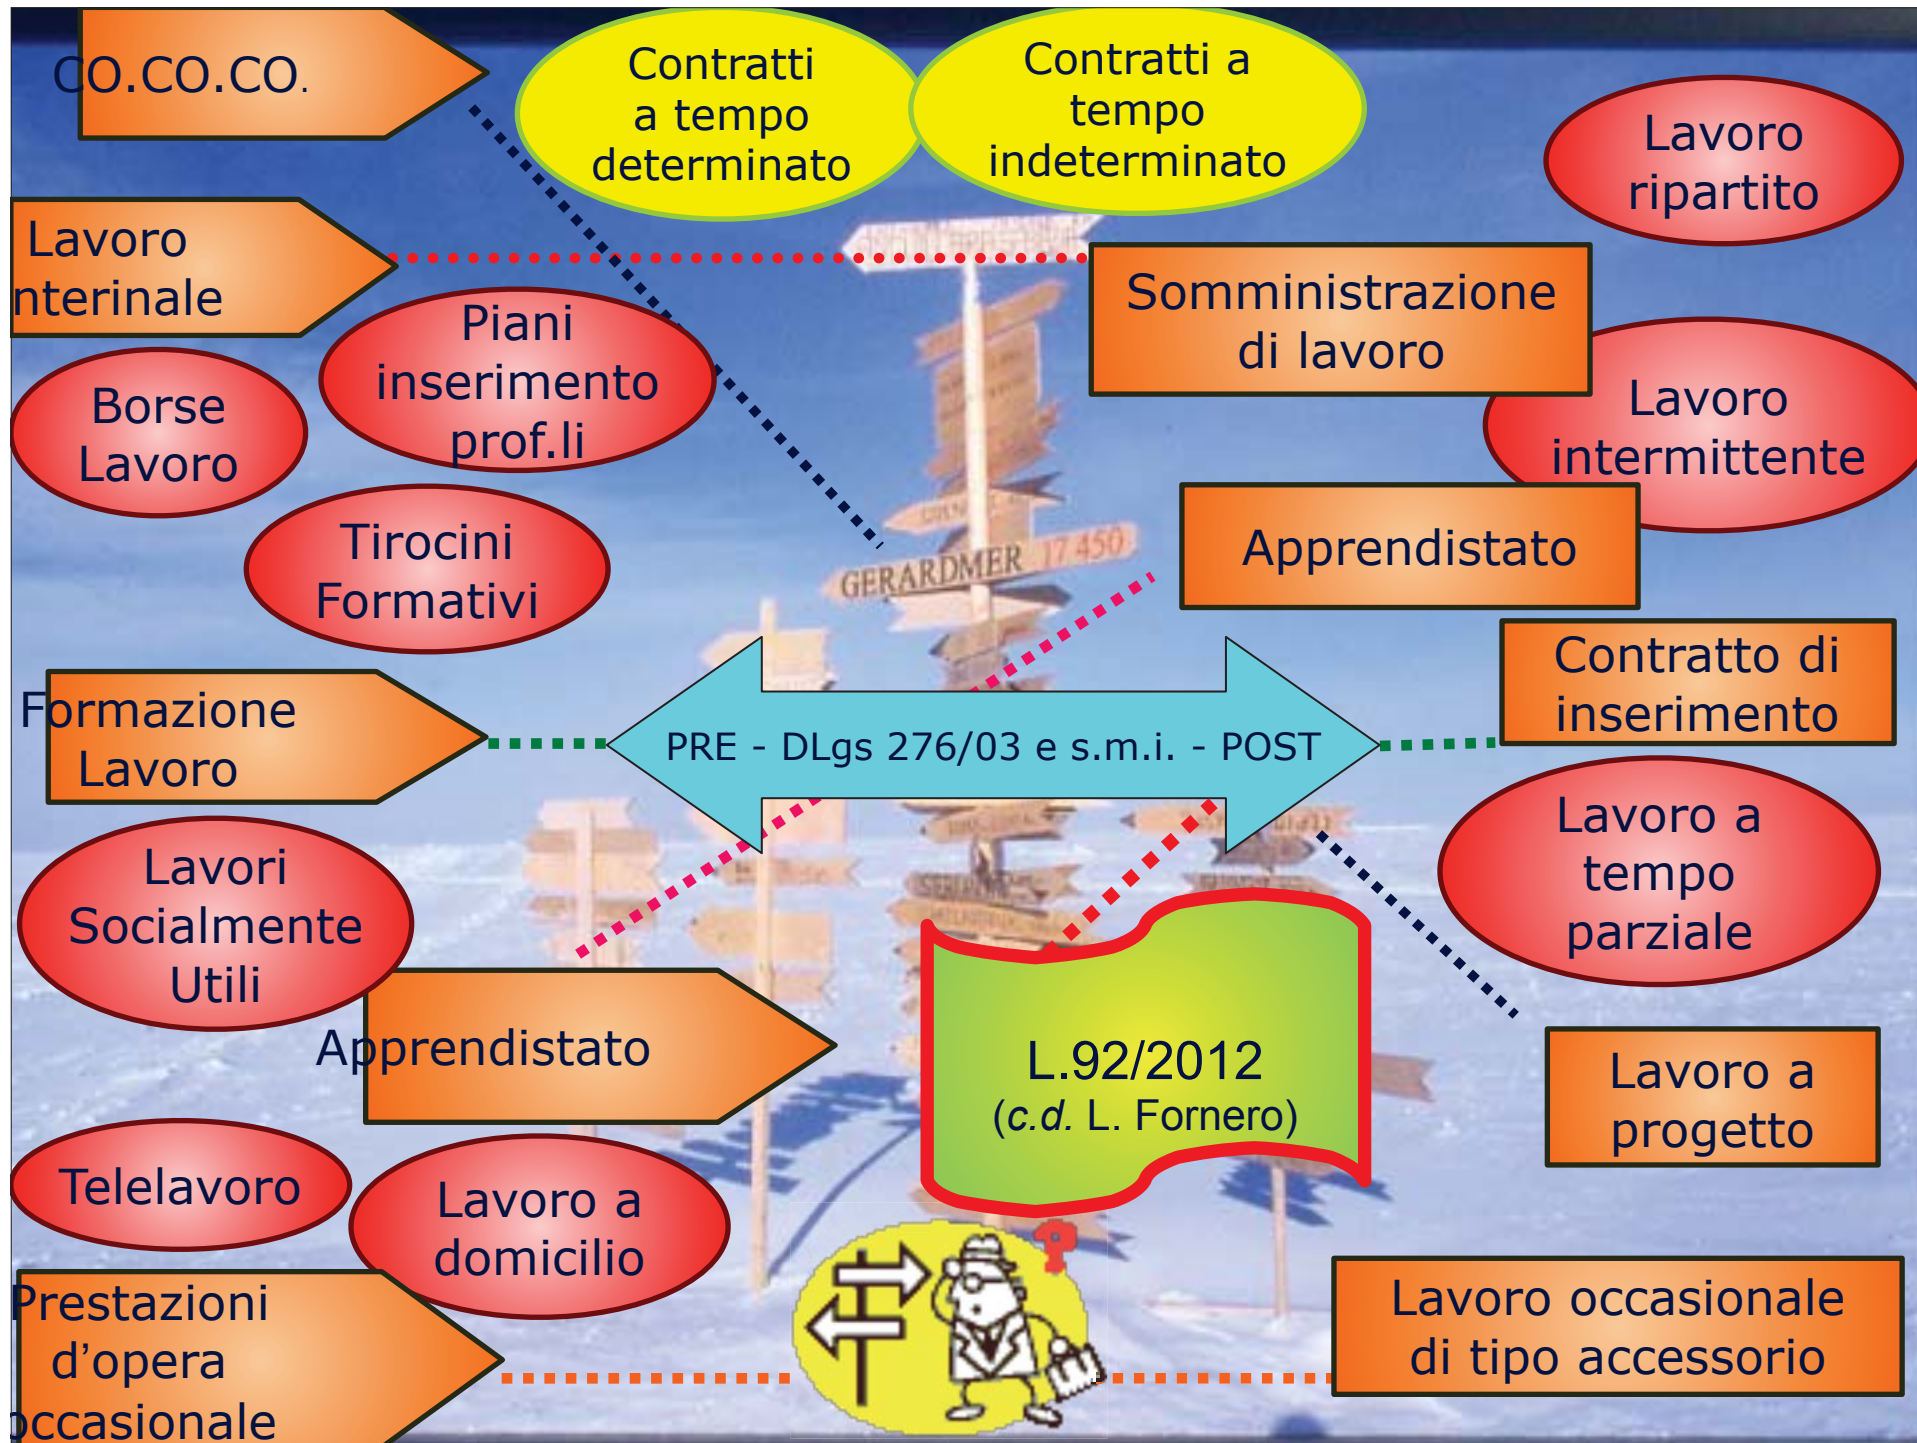 CO.CO.CO.
Contratti
a tempo
determinato
Contratti a
tempo
indeterminato
Lavoro
ripartito
Lavoro
nterinale
Somministrazione
di lavoro
Piani
inserimento
prof.li
Borse
Lavoro
Lavoro
intermittente
Tirocini
Formativi
Apprendistato
GERARDMER 17 450
Formazione
Lavoro
PRE - DLgs 276/03 e s.m.i. - POST
Contratto di
inserimento
Lavoro a
tempo
parziale
Lavori
Socialmente
Utili
Apprendistato
L.92/2012
(c.d. L. Fornero)
Lavoro a
progetto
Telelavoro
Lavoro a
domicilio
Prestazioni
d’opera
occasionale
?
Lavoro occasionale
di tipo accessorio